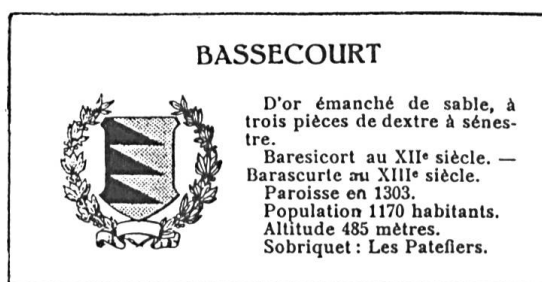 BASSECOURT
D'or émanché de sable, à
trois pièces de dextre à sénes-
tre.
Baresicort au XIIe siècle. —
Barascurte au XIIIe siècle.
Paroisse en 1303.
Population 1170 habitants.
Altitude 485 mètres.
Sobriquet : Les Pateflers.